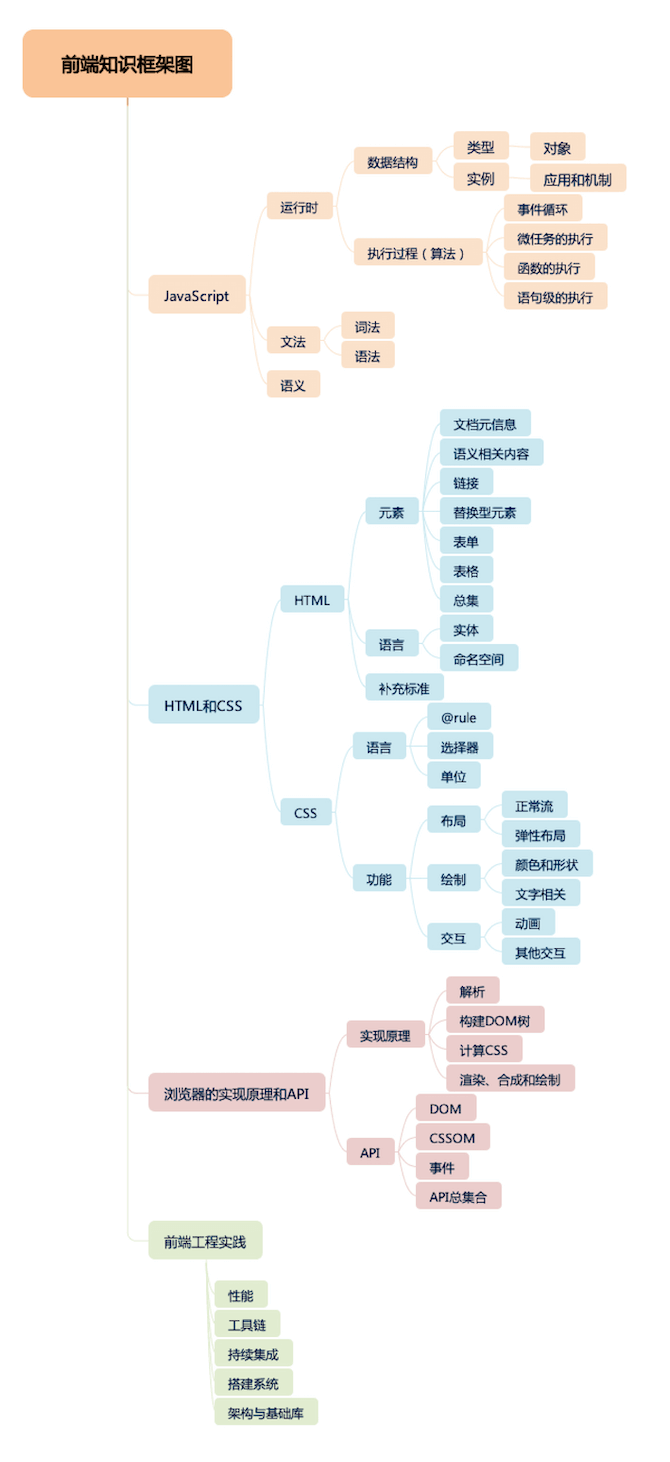 前端知识框架图
JavaScript
运行时
数据结构
类型
对象
实例
应用和机制
执行过程（算法）
事件循环
微任务的执行
函数的执行
语句级的执行
文法
词法
语法
语义
HTML和CSS
HTML
元素
文档元信息
语义相关内容
链接
替换型元素
表单
表格
总集
语言
实体
命名空间
补充标准
CSS
语言
@rule
选择器
单位
功能
布局
正常流
弹性布局
绘制
颜色和形状
文字相关
交互
动画
其他交互
浏览器的实现原理和API
实现原理
解析
构建DOM树
计算CSS
渲染、合成和绘制
API
DOM
CSSOM
事件
API总集合
前端工程实践
性能
工具链
持续集成
搭建系统
架构与基础库